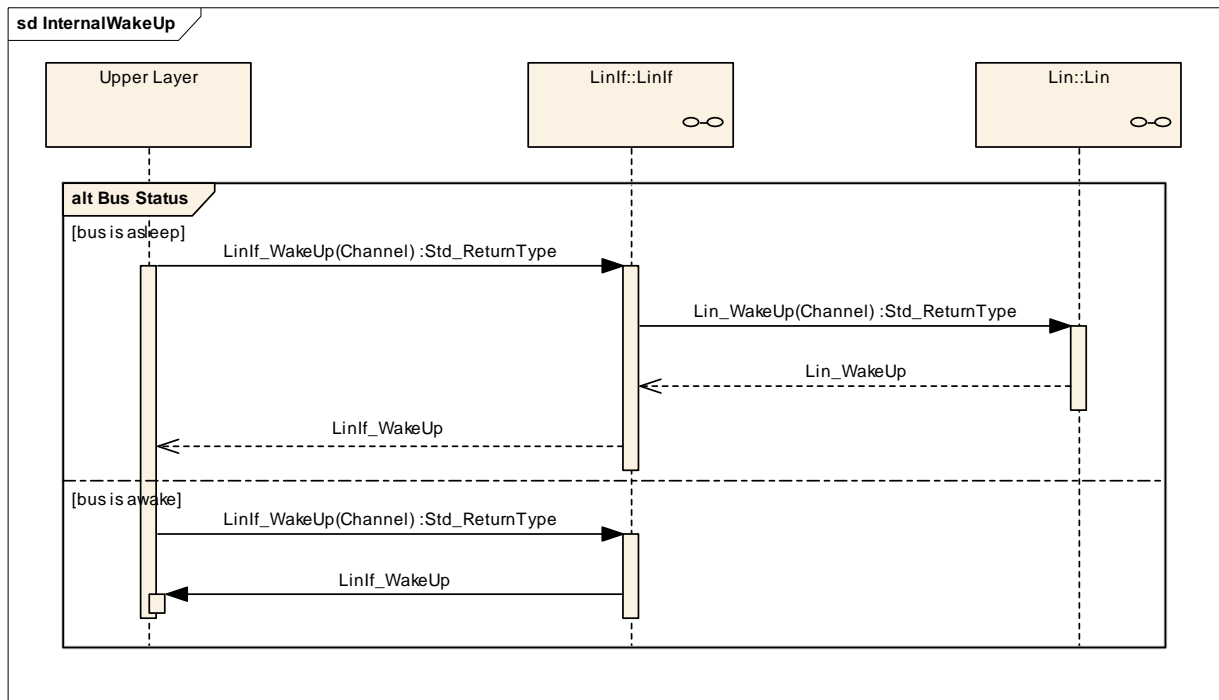 sd InternalWakeUp
Upper Layer
LinIf::LinIf
Lin::Lin
alt Bus Status
[bus is asleep]
LinIf_WakeUp(Channel) :Std_ReturnType
Lin_WakeUp(Channel) :Std_ReturnType
Lin_WakeUp
LinIf_WakeUp
[bus is awake]
LinIf_WakeUp(Channel) :Std_ReturnType
LinIf_WakeUp